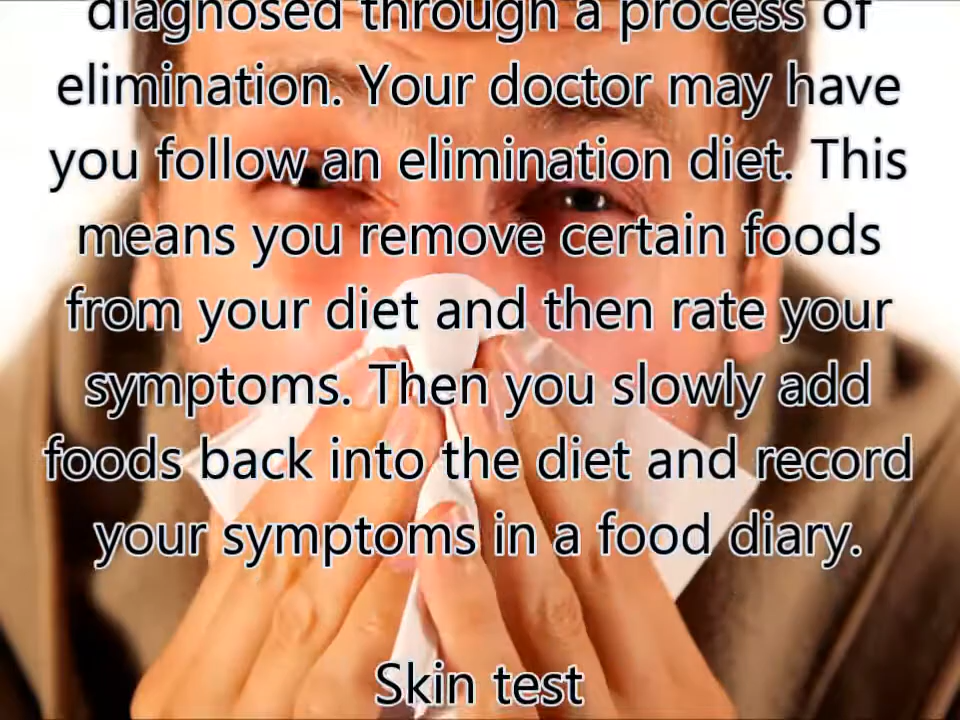 diagnosed through a process of
elimination. Your doctor may have
you follow an elimination diet. This
means you remove certain foods
from your diet and then rate your
symptoms. Then you slowly add
foods back into the diet and record
your symptoms in a food diary.
Skin test